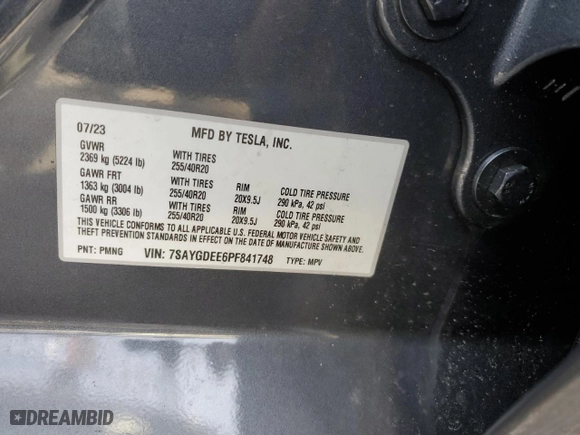 07/23 MFD BY TESLA, INC.
GVWR
2369 kg (5224 lb) WITH TIRES 255/40R20
GAWR FRT
1363 kg (3004 lb) WITH TIRES 255/40R20 RIM 20X9.5J COLD TIRE PRESSURE 290 kPa, 42 psi
GAWR RR
1500 kg (3306 lb) WITH TIRES 255/40R20 RIM 20X9.5J COLD TIRE PRESSURE 290 kPa, 42 psi
THIS VEHICLE CONFORMS TO ALL APPLICABLE U.S. FEDERAL MOTOR VEHICLE SAFETY AND
THEFT PREVENTION STANDARDS IN EFFECT ON THE DATE OF MANUFACTURE SHOWN ABOVE.
PNT: PMNG VIN: 7SAYGDEE6PF841748 TYPE: MPV
DREAMBID